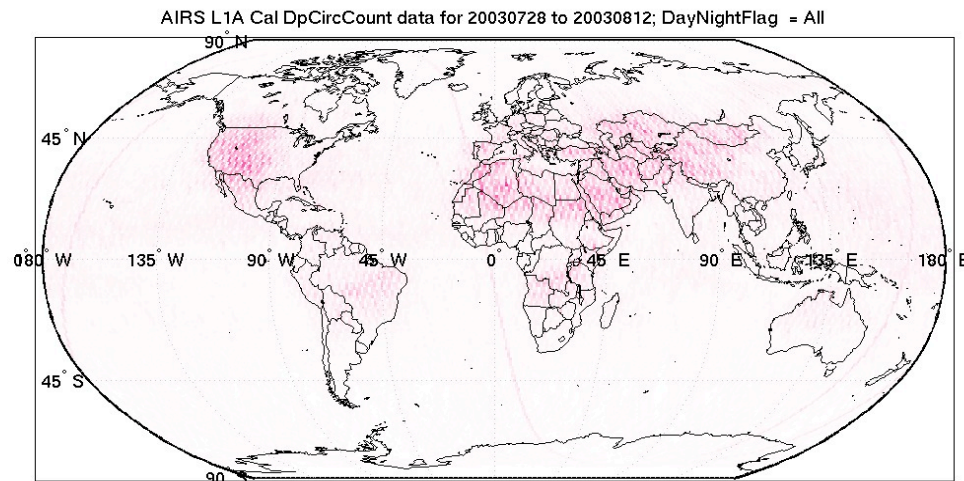 AIRS L1A Cal DpCircCount data for 20030728 to 20030812; DayNightFlag = All
90° N
45° N
180° W 135° W 90° W 45° W 0° 45° E 90° E 135° E 180° E
45° S
90°